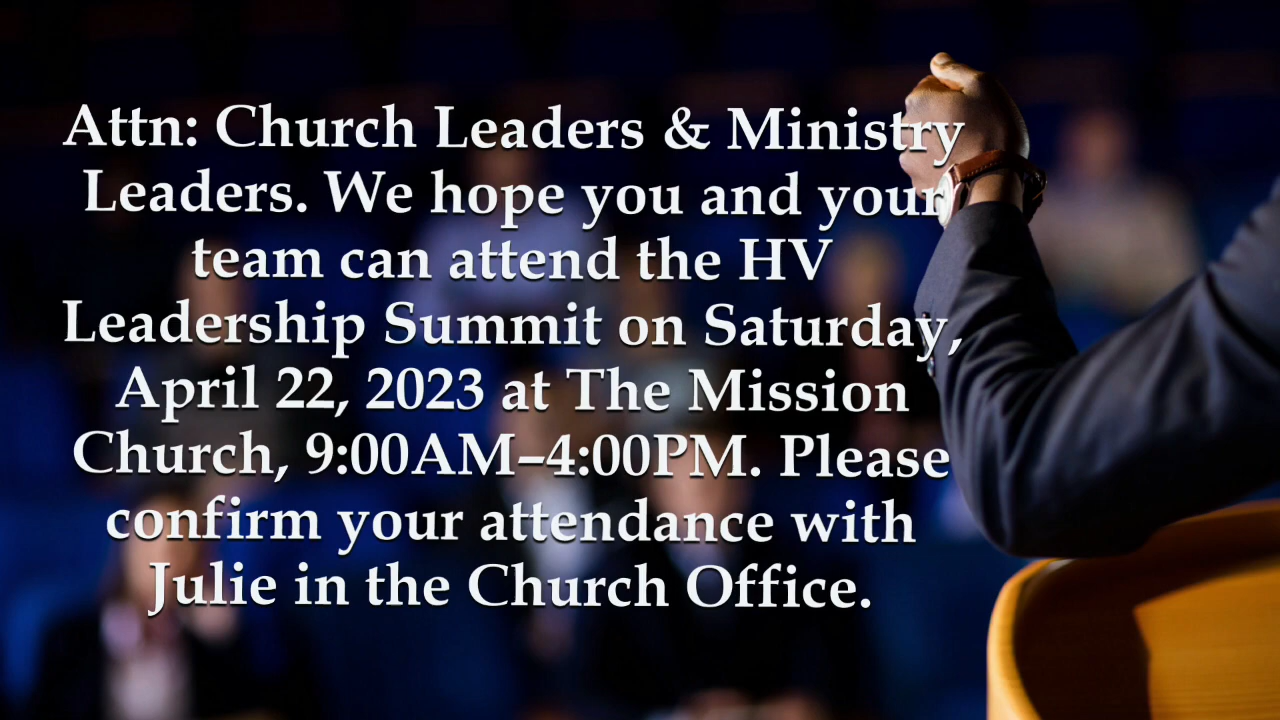 Attn: Church Leaders & Ministry
Leaders. We hope you and your
team can attend the HV
Leadership Summit on Saturday,
April 22, 2023 at The Mission
Church, 9:00AM–4:00PM. Please
confirm your attendance with
Julie in the Church Office.